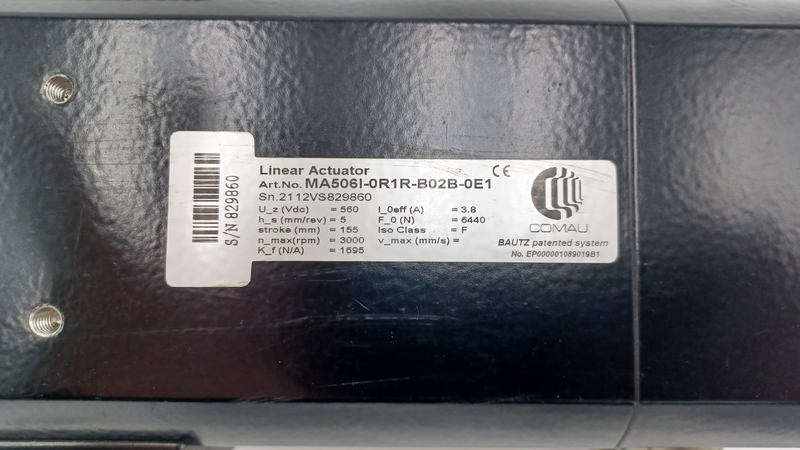 Linear Actuator
CE
Art.No. MA506I-0R1R-B02B-0E1
Sn.2112VS829860
U_z (Vdc) = 560 I_0eff (A) = 3.8
h_s (mm/rev) = 5 F_0 (N) = 6440
stroke (mm) = 155 Iso Class = F
n_max(rpm) = 3000 v_max (mm/s) =
K_f (N/A) = 1695
COMAU
BAUTZ patented system
No. EP000001089019B1
S/N 829860